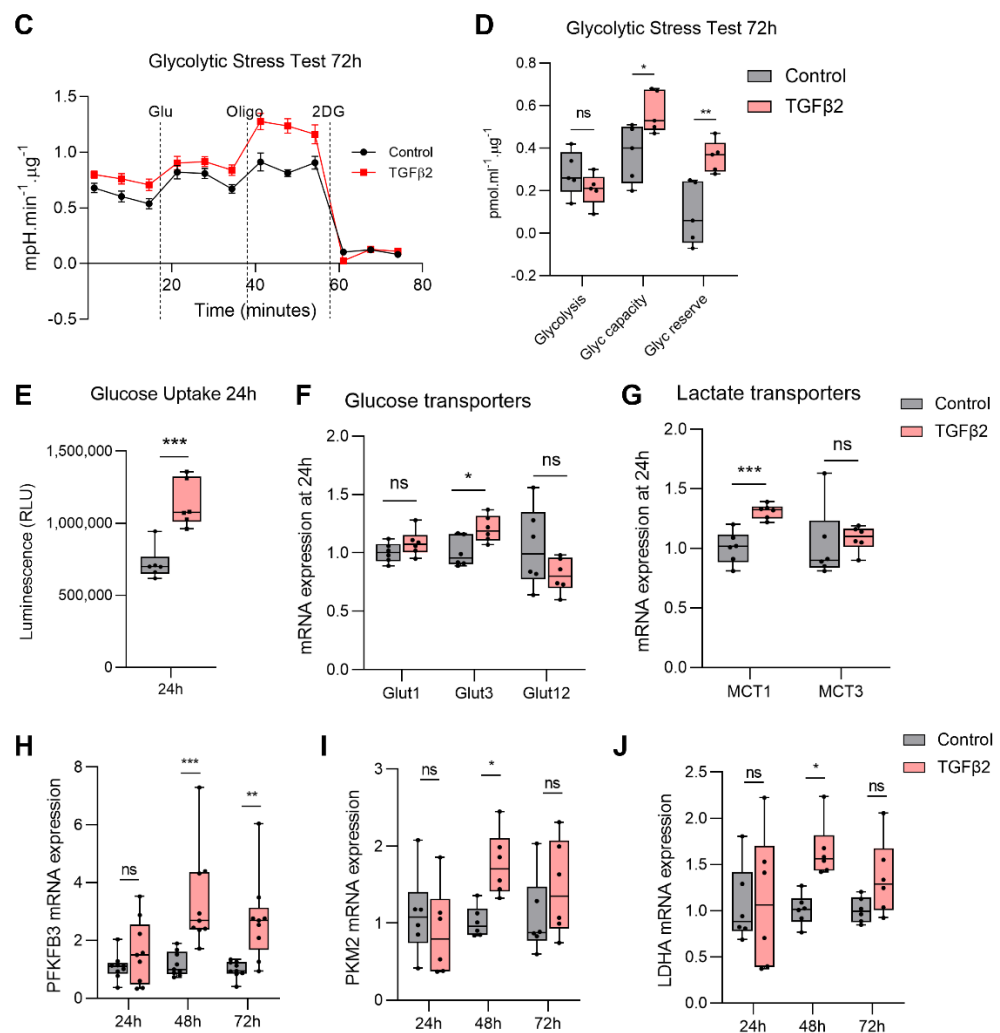 C
Glycolytic Stress Test 72h
mpH.min⁻¹.µg⁻¹
1.5
1.0
0.5
0.0
-0.5
Glu
Oligo
2DG
Control
TGFβ2
20
40
60
80
Time (minutes)
D
Glycolytic Stress Test 72h
pmol.ml⁻¹.µg⁻¹
0.8
0.6
0.4
0.2
0.0
-0.2
ns
*
**
Glycolysis
Glyc capacity
Glyc reserve
Control
TGFβ2
E
Glucose Uptake 24h
Luminescence (RLU)
1,500,000
1,000,000
500,000
0
***
24h
F
Glucose transporters
mRNA expression at 24h
2.0
1.5
1.0
0.5
0.0
ns
*
ns
Glut1
Glut3
Glut12
G
Lactate transporters
mRNA expression at 24h
2.0
1.5
1.0
0.5
0.0
***
ns
MCT1
MCT3
Control
TGFβ2
H
PFKFB3 mRNA expression
8
6
4
2
0
ns
***
**
24h
48h
72h
I
PKM2 mRNA expression
3
2
1
0
ns
*
ns
24h
48h
72h
J
LDHA mRNA expression
2.5
2.0
1.5
1.0
0.5
0.0
ns
*
ns
24h
48h
72h
Control
TGFβ2